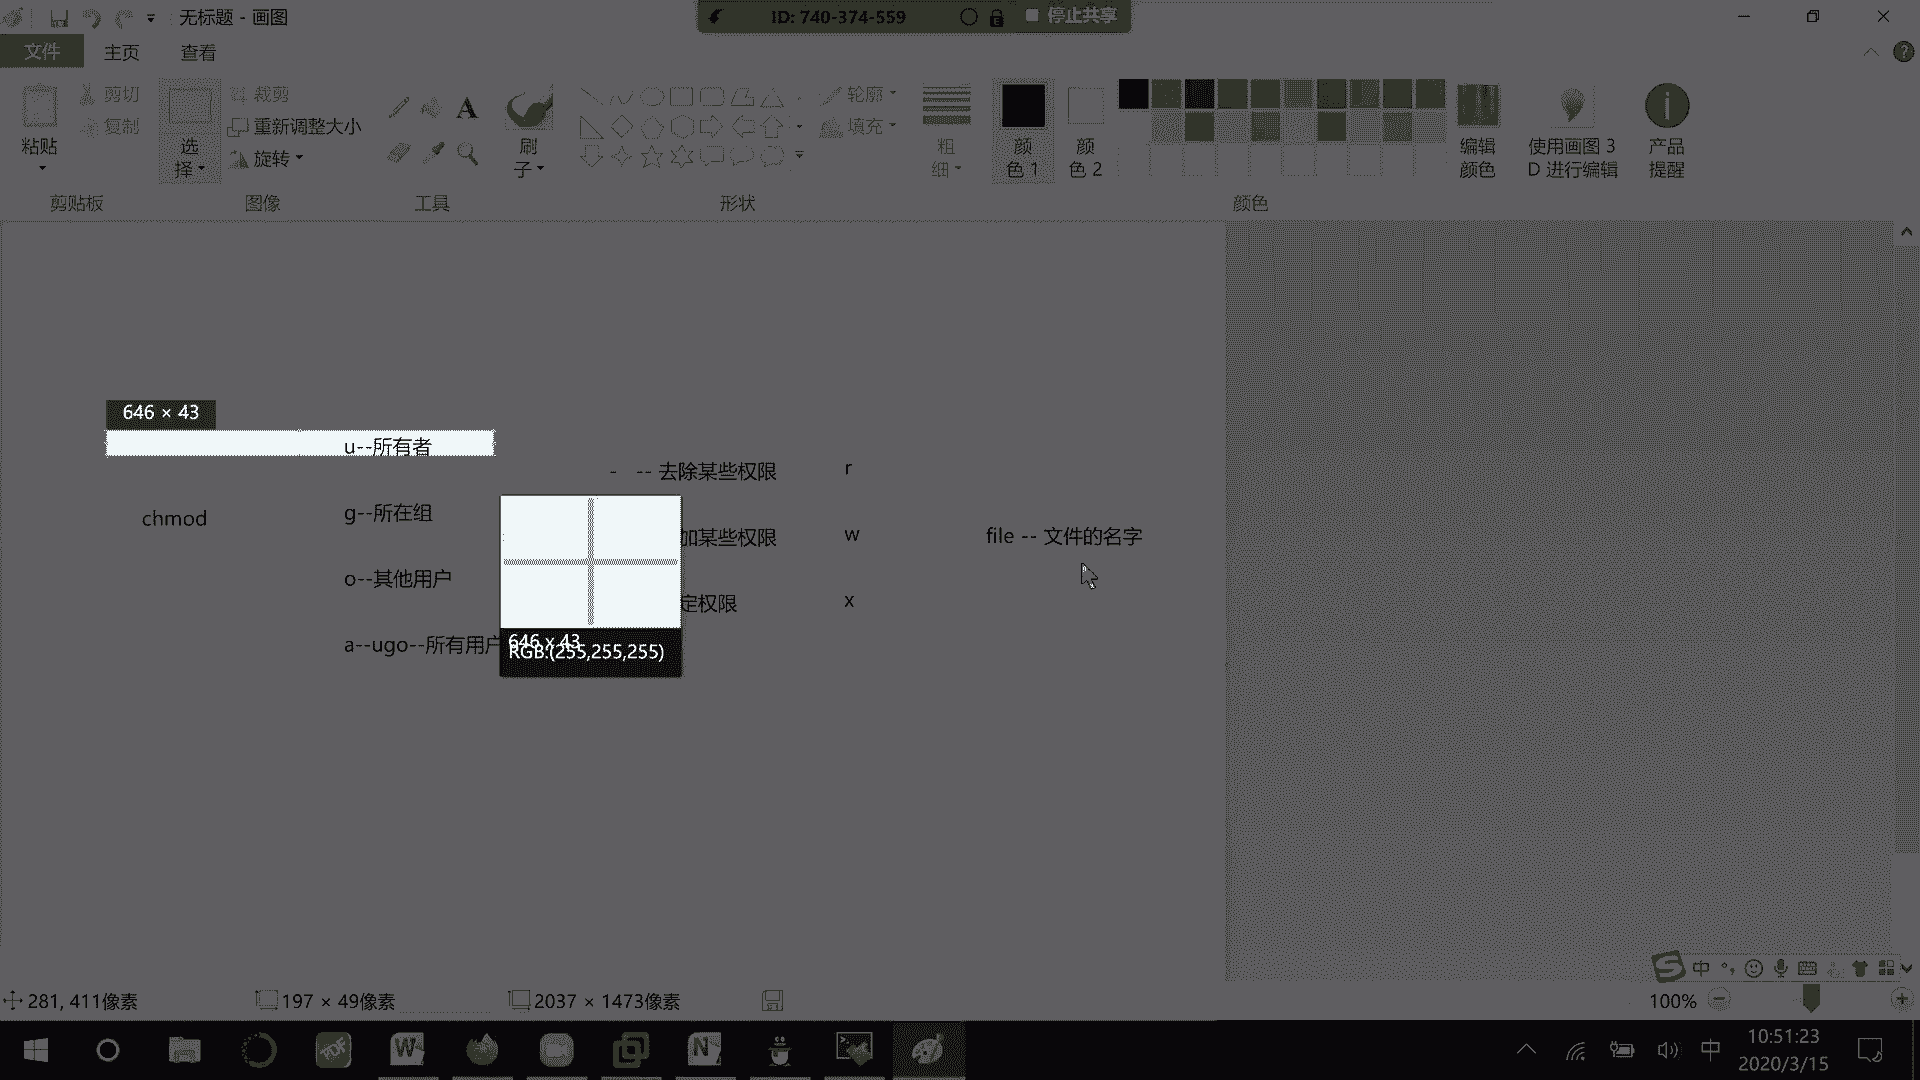 无标题 - 画图
ID: 740-374-559
停止共享
文件
主页
查看
粘贴
剪切
复制
剪贴板
选择
裁剪
重新调整大小
旋转
图像
A
工具
刷子
轮廓
填充
形状
粗细
颜色 1
颜色 2
编辑颜色
使用画图 3 D 进行编辑
产品提醒
颜色
646 × 43
u--所有者
- -- 去除某些权限
r
chmod
g--所在组
加某些权限
w
file -- 文件的名字
o--其他用户
定权限
x
a--ugo--所有用户
646 x 43
RGB:(255,255,255)
中
281, 411像素
197 × 49像素
2037 × 1473像素
100%
PDF
W
N
中
10:51:23
2020/3/15